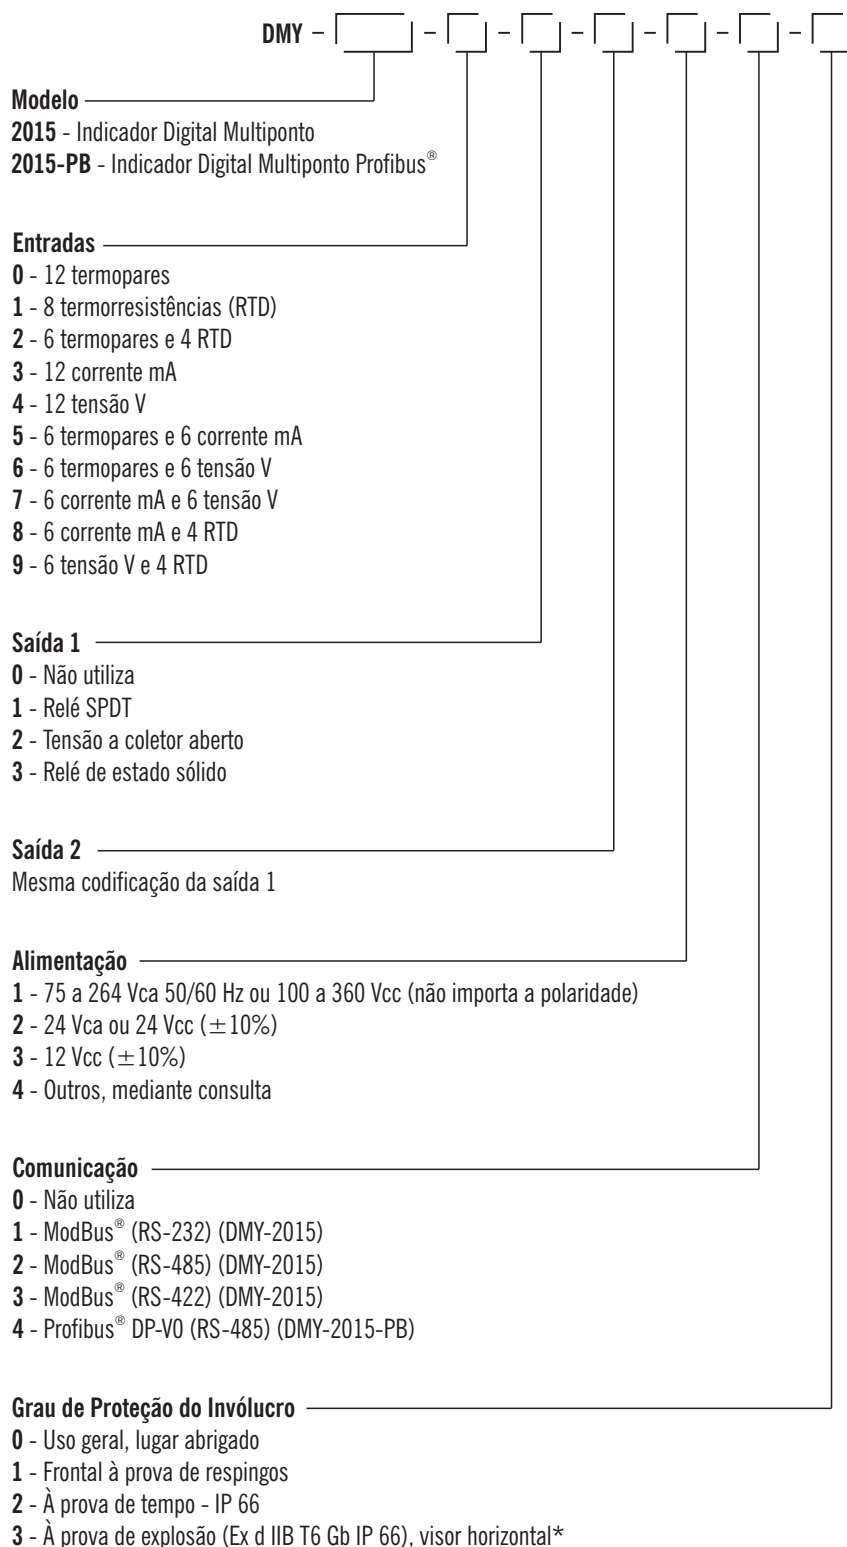 DMY - - - - - - -
Modelo
2015 - Indicador Digital Multiponto
2015-PB - Indicador Digital Multiponto Profibus®
Entradas
0 - 12 termopares
1 - 8 termorresistências (RTD)
2 - 6 termopares e 4 RTD
3 - 12 corrente mA
4 - 12 tensão V
5 - 6 termopares e 6 corrente mA
6 - 6 termopares e 6 tensão V
7 - 6 corrente mA e 6 tensão V
8 - 6 corrente mA e 4 RTD
9 - 6 tensão V e 4 RTD
Saída 1
0 - Não utiliza
1 - Relé SPDT
2 - Tensão a coletor aberto
3 - Relé de estado sólido
Saída 2
Mesma codificação da saída 1
Alimentação
1 - 75 a 264 Vca 50/60 Hz ou 100 a 360 Vcc (não importa a polaridade)
2 - 24 Vca ou 24 Vcc (±10%)
3 - 12 Vcc (±10%)
4 - Outros, mediante consulta
Comunicação
0 - Não utiliza
1 - ModBus® (RS-232) (DMY-2015)
2 - ModBus® (RS-485) (DMY-2015)
3 - ModBus® (RS-422) (DMY-2015)
4 - Profibus® DP-V0 (RS-485) (DMY-2015-PB)
Grau de Proteção do Invólucro
0 - Uso geral, lugar abrigado
1 - Frontal à prova de respingos
2 - À prova de tempo - IP 66
3 - À prova de explosão (Ex d IIB T6 Gb IP 66), visor horizontal*